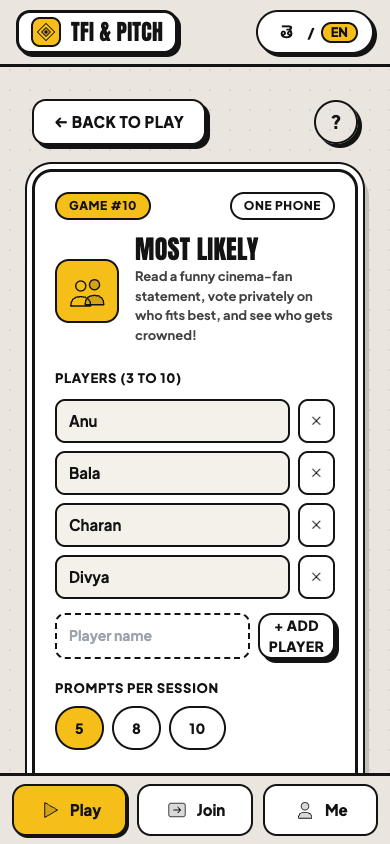 TFI & PITCH
తె / EN
← BACK TO PLAY
?
GAME #10
ONE PHONE
MOST LIKELY
Read a funny cinema-fan
statement, vote privately on
who fits best, and see who gets
crowned!
PLAYERS (3 TO 10)
Anu
×
Bala
×
Charan
×
Divya
×
Player name
+ ADD
PLAYER
PROMPTS PER SESSION
5
8
10
Play
Join
Me